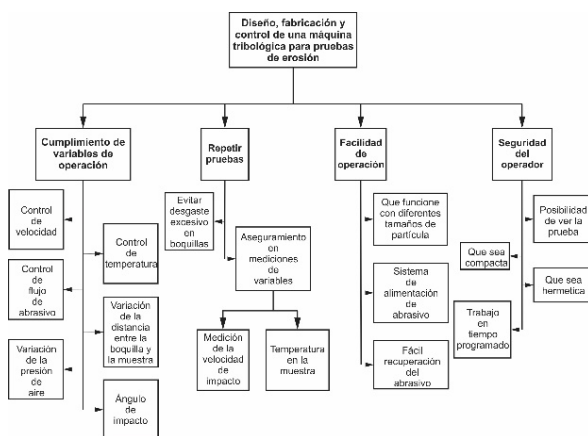 Diseño, fabricación y
control de una máquina
tribológica para pruebas
de erosión
Cumplimiento de
variables de
operación
Control
de
velocidad
Control
de
temperatura
Control
de
flujo de
abrasivo
Variación de la
distancia entre
la boquilla y la
muestra
Variación
de la
presión de
aire
Ángulo
de
impacto
Repetir
pruebas
Evitar
desgaste
excesivo en
boquillas
Aseguramiento
en
mediciones de
variables
Medición
de la
velocidad de
impacto
Temperatura
en la
muestra
Facilidad
de
operación
Que funcione
con diferentes
tamaños de
partícula
Sistema
de
alimentación de
abrasivo
Fácil
recuperación
del abrasivo
Seguridad
del
operador
Posibilidad
de ver la
prueba
Que sea
compacta
Que sea
hermetica
Trabajo
en
tiempo
programado